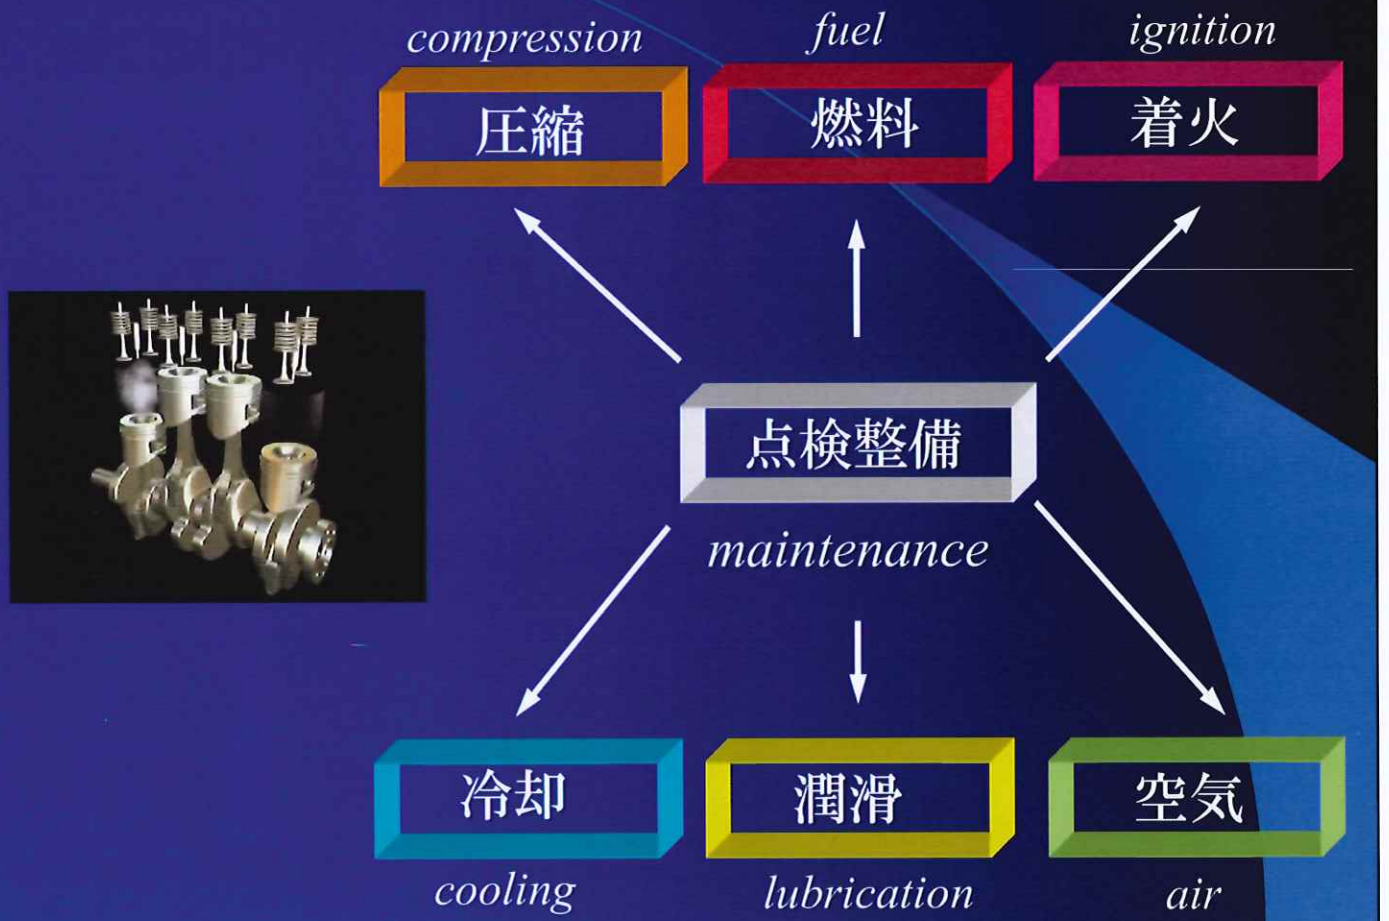 compression
fuel
ignition
圧縮
燃料
着火
点検整備
maintenance
冷却
潤滑
空気
cooling
lubrication
air